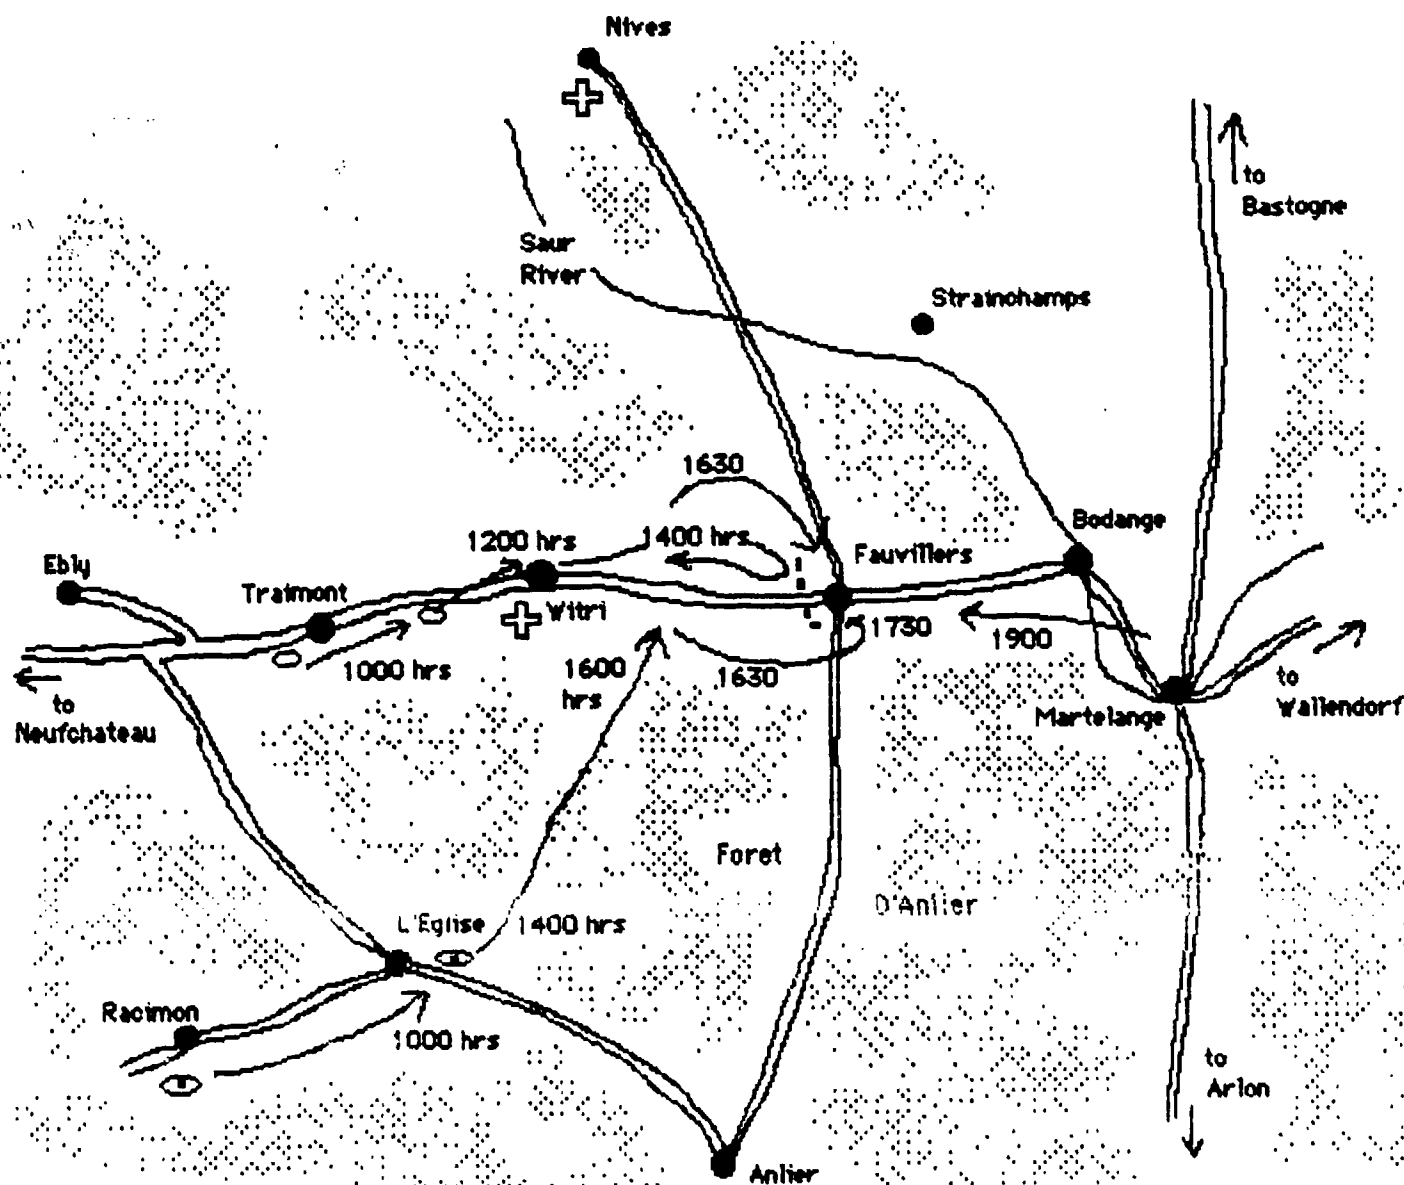 Nives
to
Bastogne
Saur
River
Strainchamps
1630
Bodange
1200 hrs
1400 hrs
Fauvillers
Ebly
Traimont
Witri
1730
1900
1000 hrs
1600
hrs
1630
to
Neufchateau
to
Wallendorf
Martelange
Foret
D'Anlier
L'Eglise
1400 hrs
Racimon
1000 hrs
to
Arlon
Anlier